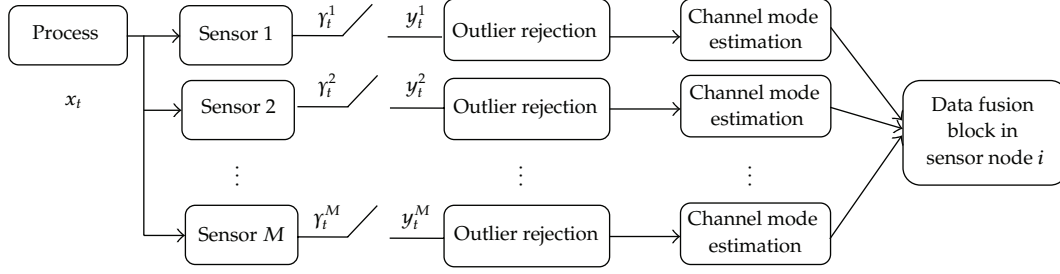 Process
x_t
Sensor 1
γ_t^1
y_t^1
Outlier rejection
Channel mode
estimation
Sensor 2
γ_t^2
y_t^2
Outlier rejection
Channel mode
estimation
⋮
⋮
⋮
Sensor M
γ_t^M
y_t^M
Outlier rejection
Channel mode
estimation
Data fusion
block in
sensor node i